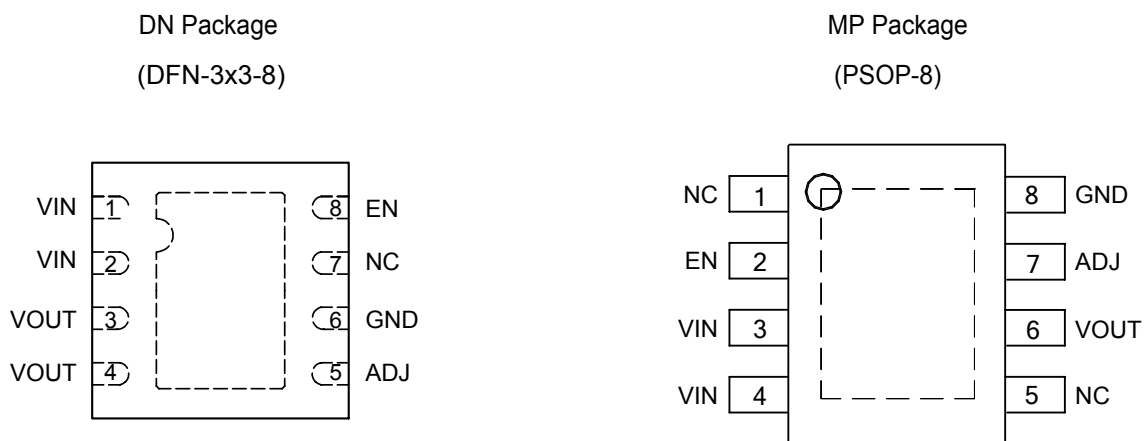 DN Package
(DFN-3x3-8)
VIN 1
VIN 2
VOUT 3
VOUT 4
8 EN
7 NC
6 GND
5 ADJ
MP Package
(PSOP-8)
NC 1
EN 2
VIN 3
VIN 4
8 GND
7 ADJ
6 VOUT
5 NC